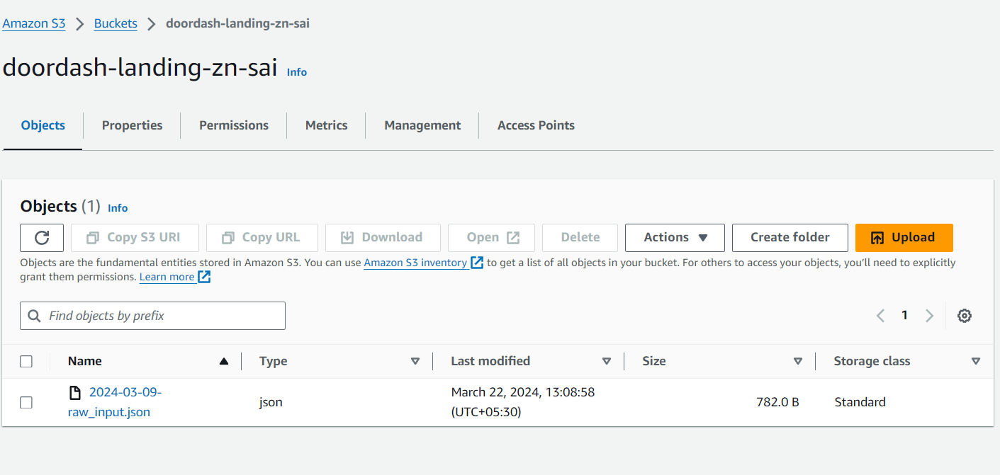 Amazon S3 > Buckets > doordash-landing-zn-sai
doordash-landing-zn-sai Info
Objects Properties Permissions Metrics Management Access Points
Objects (1) Info
Copy S3 URI Copy URL Download Open Delete Actions Create folder Upload
Objects are the fundamental entities stored in Amazon S3. You can use Amazon S3 inventory to get a list of all objects in your bucket. For others to access your objects, you'll need to explicitly
grant them permissions. Learn more
Find objects by prefix 1
Name Type Last modified Size Storage class
2024-03-09-
raw_input.json
json
March 22, 2024, 13:08:58
(UTC+05:30)
782.0 B
Standard